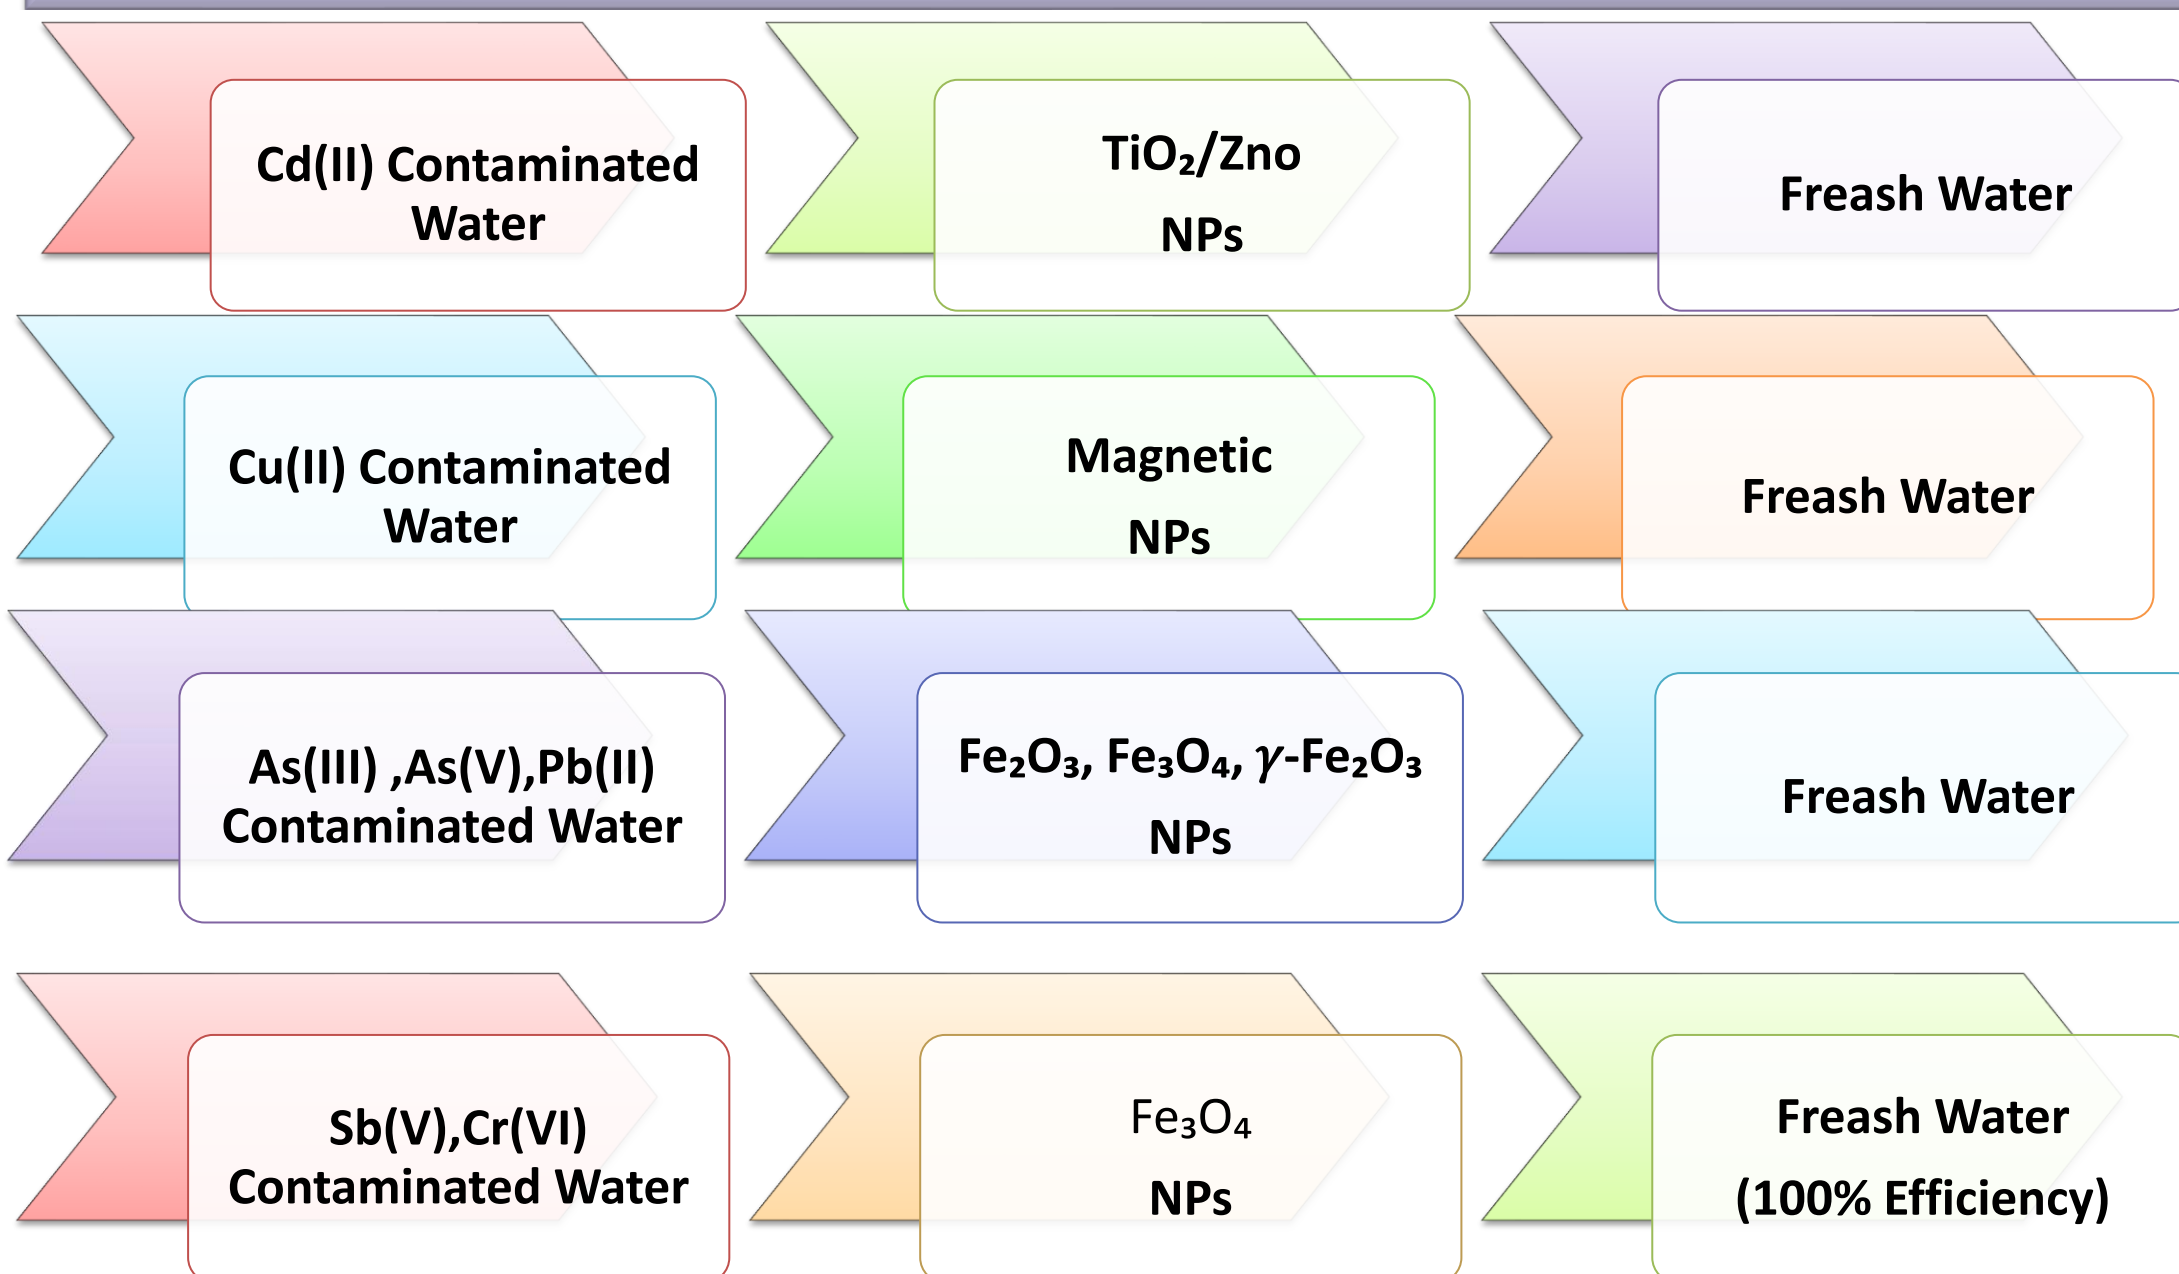 Cd(II) Contaminated
Water
TiO₂/Zno
NPs
Freash Water
Cu(II) Contaminated
Water
Magnetic
NPs
Freash Water
As(III) ,As(V),Pb(II)
Contaminated Water
Fe₂O₃, Fe₃O₄, γ-Fe₂O₃
NPs
Freash Water
Sb(V),Cr(VI)
Contaminated Water
Fe₃O₄
NPs
Freash Water
(100% Efficiency)